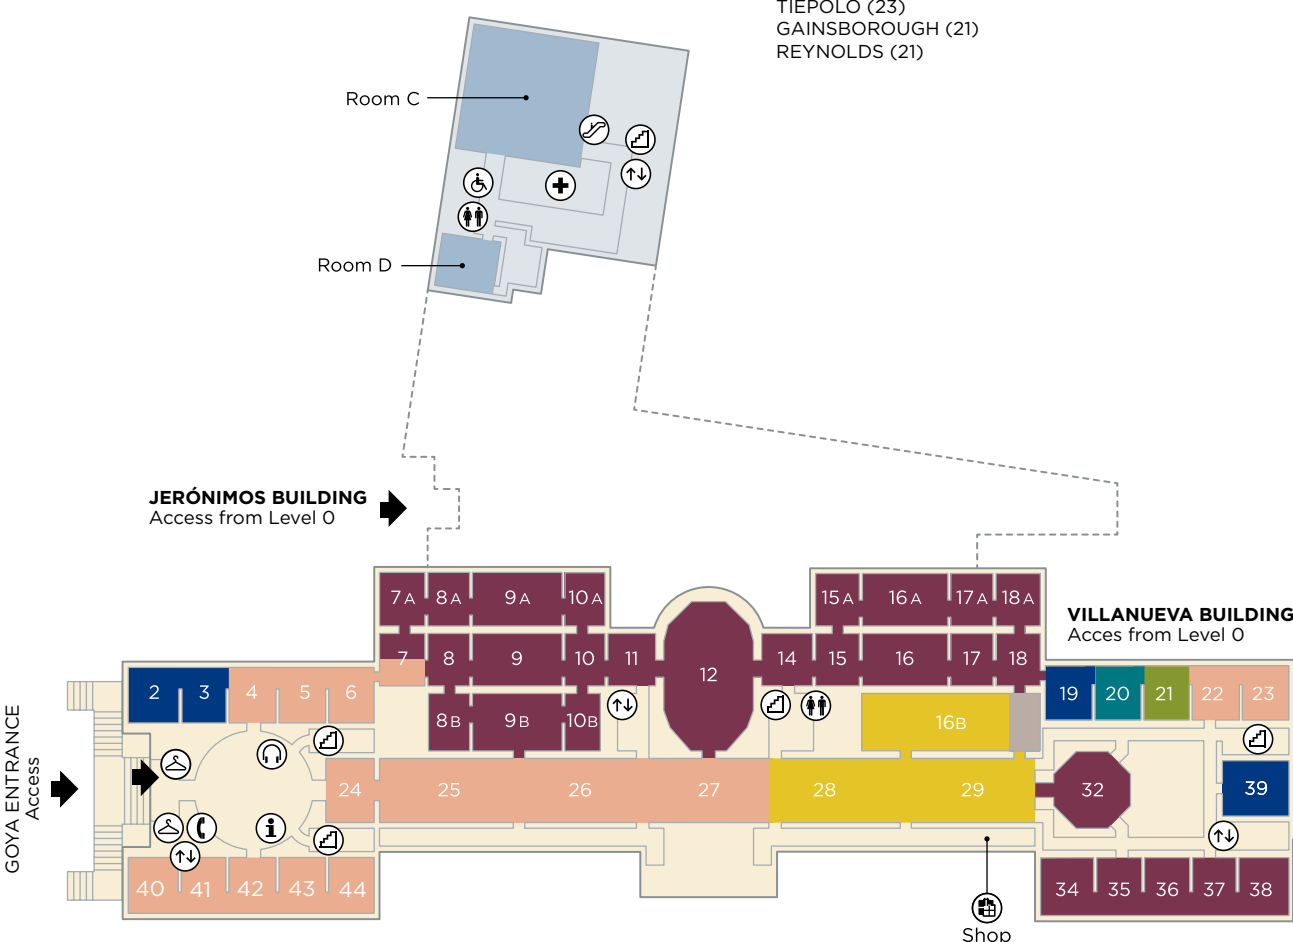 TIEPOLO (23)
GAINSBOROUGH (21)
REYNOLDS (21)
Room C
Room D
JERÓNIMOS BUILDING
Access from Level 0
VILLANUEVA BUILDING
Acces from Level 0
GOYA ENTRANCE
Access
7A 8A 9A 10A 15A 16A 17A 18A
7 8 9 10 11 12 14 15 16 17 18
2 3 4 5 6 19 20 21 22 23
8B 9B 10B 16B
24 25 26 27 28 29 32 39
40 41 42 43 44 34 35 36 37 38
Shop